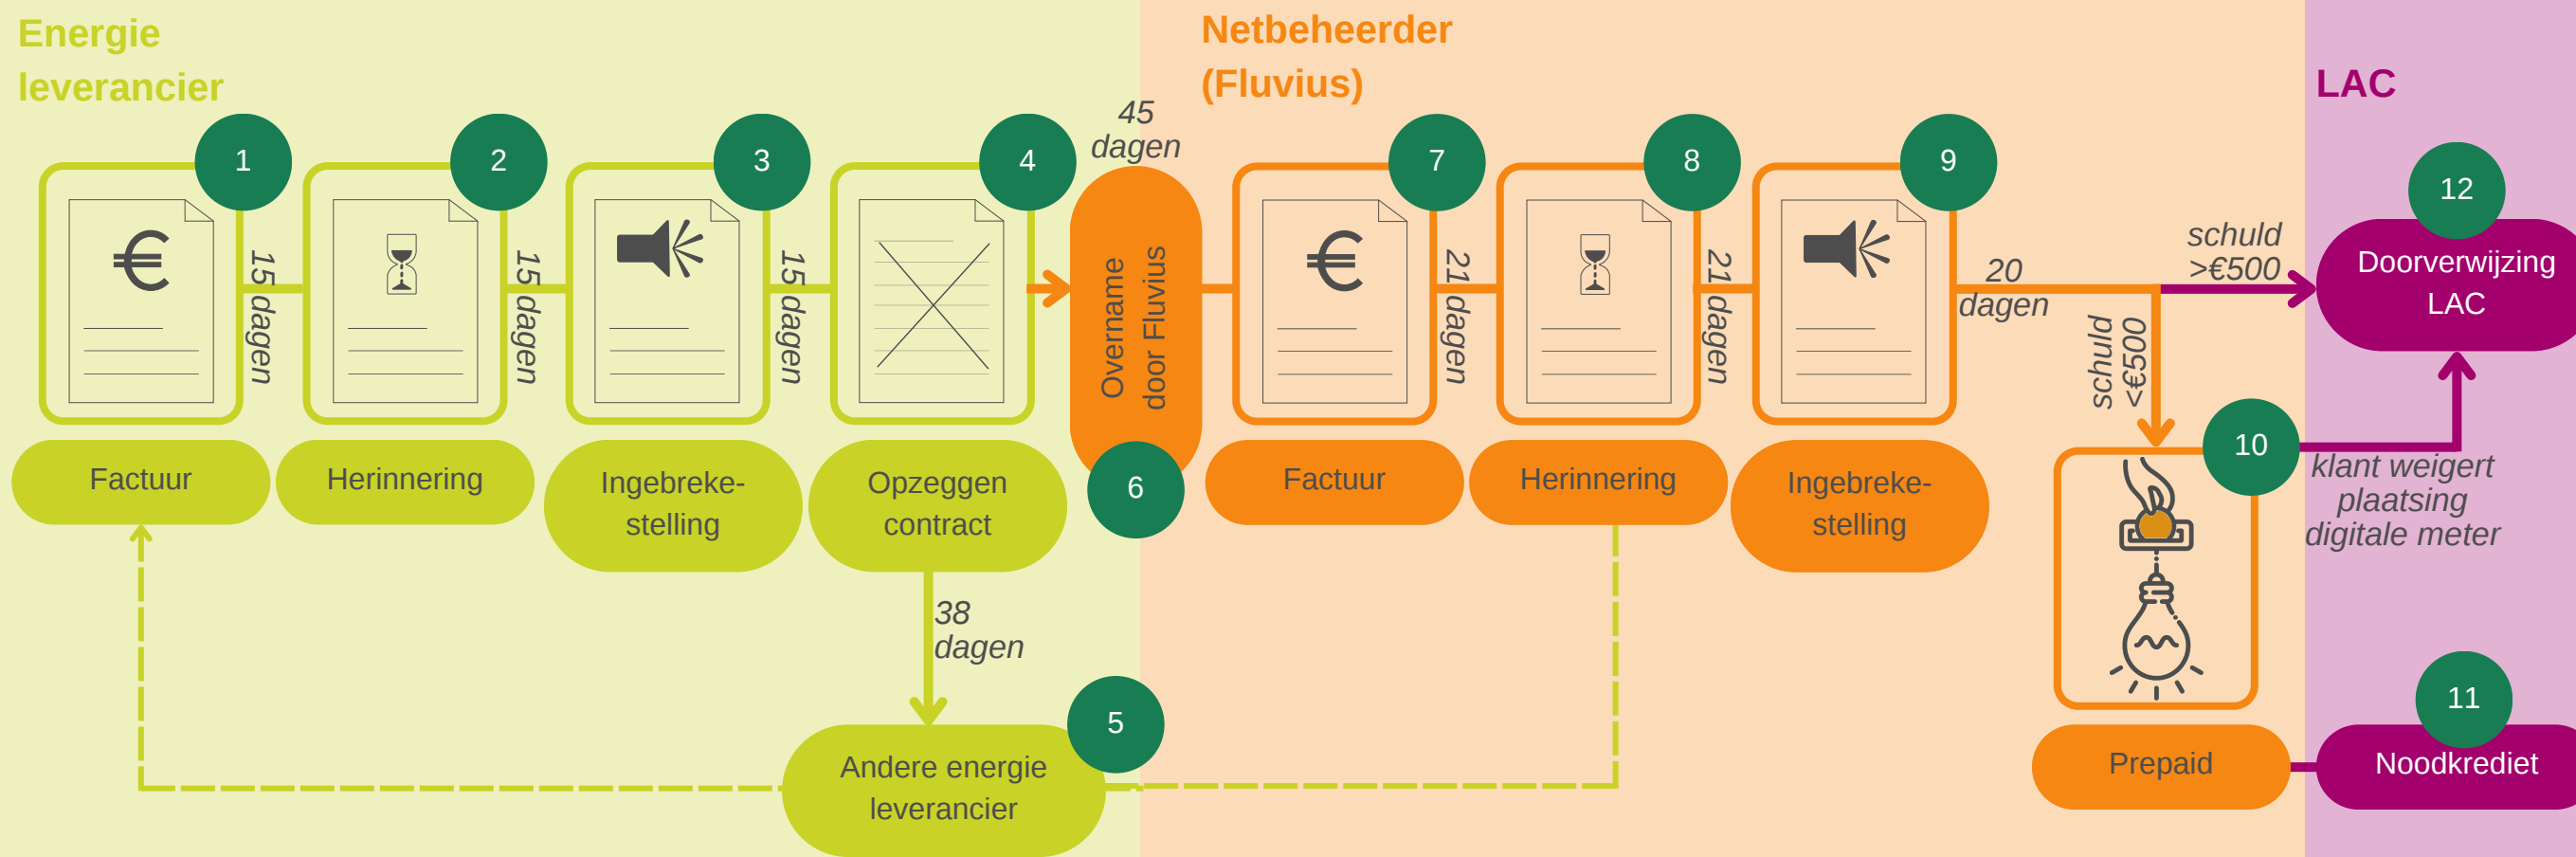 Energie
leverancier
1
15 dagen
Factuur
2
15 dagen
Herinnering
3
15 dagen
Ingebreke-
stelling
4
Opzeggen
contract
38
dagen
5
Andere energie
leverancier
45
dagen
Overname
door Fluvius
6
Netbeheerder
(Fluvius)
7
21 dagen
Factuur
8
21 dagen
Herinnering
9
Ingebreke-
stelling
20
dagen
schuld
>€500
schuld
<€500
10
Prepaid
LAC
12
Doorverwijzing
LAC
klant weigert
plaatsing
digitale meter
11
Noodkrediet